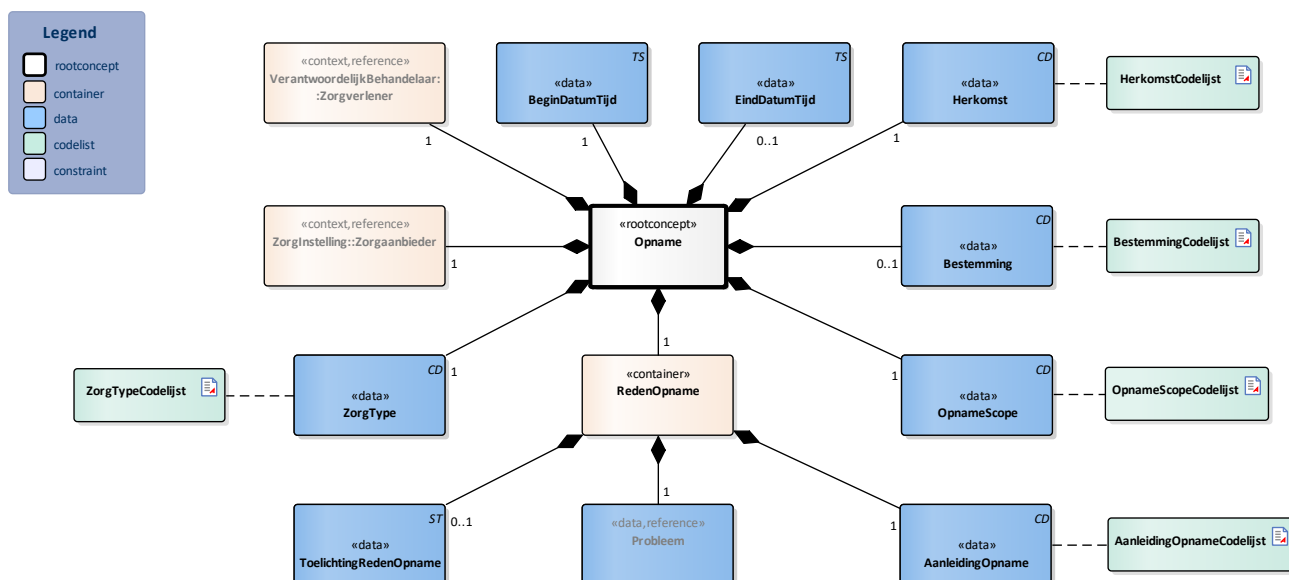 Legend
rootconcept
container
data
codelist
constraint
«context,reference»
VerantwoordelijkBehandelaar:
:Zorgverlener
1
TS
«data»
BeginDatumTijd
1
TS
«data»
EindDatumTijd
0..1
CD
«data»
Herkomst
1
HerkomstCodelijst
«context,reference»
ZorgInstelling::Zorgaanbieder
1
«rootconcept»
Opname
CD
«data»
Bestemming
0..1
BestemmingCodelijst
ZorgTypeCodelijst
CD
«data»
ZorgType
1
1
«container»
RedenOpname
CD
«data»
OpnameScope
1
OpnameScopeCodelijst
ST
«data»
ToelichtingRedenOpname
0..1
1
«data,reference»
Probleem
CD
«data»
AanleidingOpname
1
AanleidingOpnameCodelijst